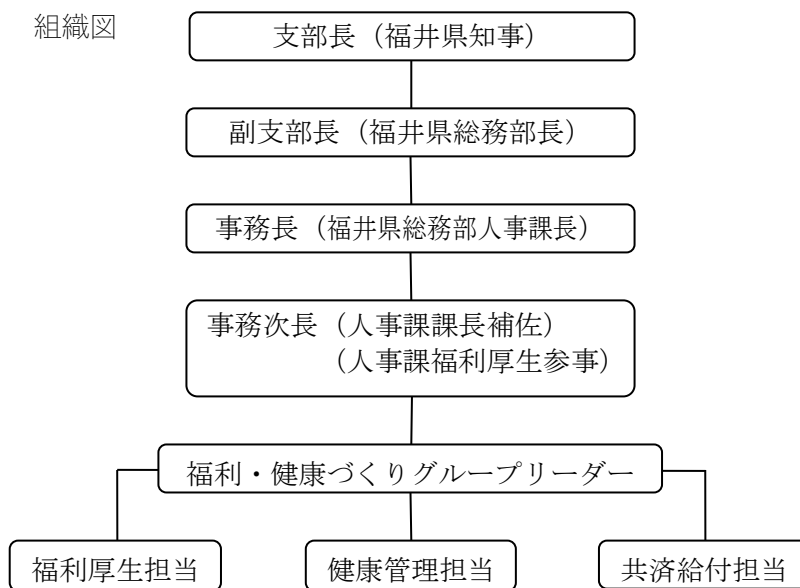 組織図
支部長（福井県知事）
副支部長（福井県総務部長）
事務長（福井県総務部人事課長）
事務次長（人事課課長補佐）
（人事課福利厚生参事）
福利・健康づくりグループリーダー
福利厚生担当
健康管理担当
共済給付担当